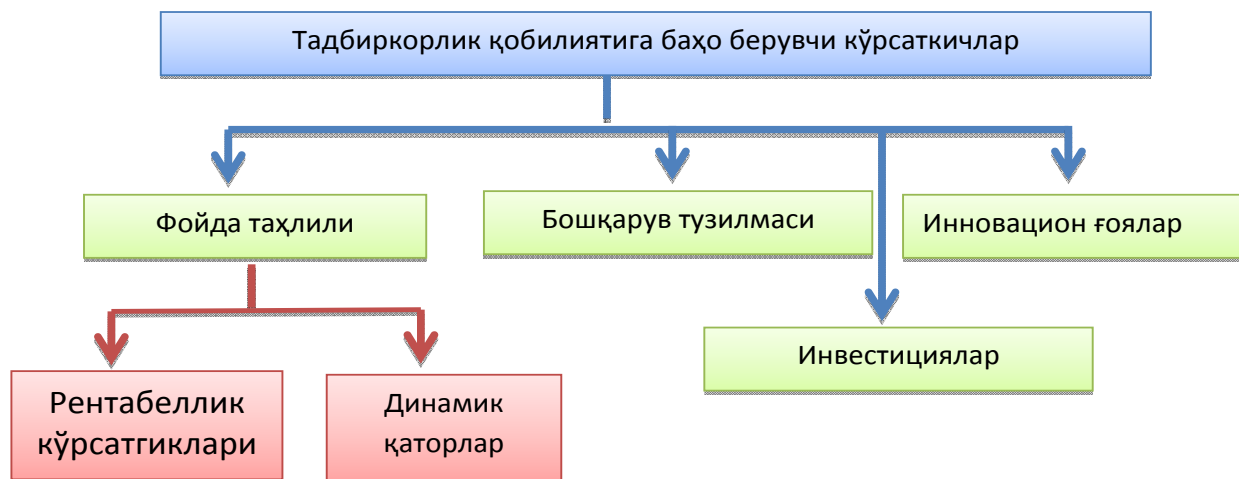 Тадбиркорлик қобилиятига баҳо берувчи кўрсаткичлар
Фойда таҳлили
Бошқарув тузилмаси
Инновацион ғоялар
Инвестициялар
Рентабеллик
кўрсатгиклари
Динамик
қаторлар